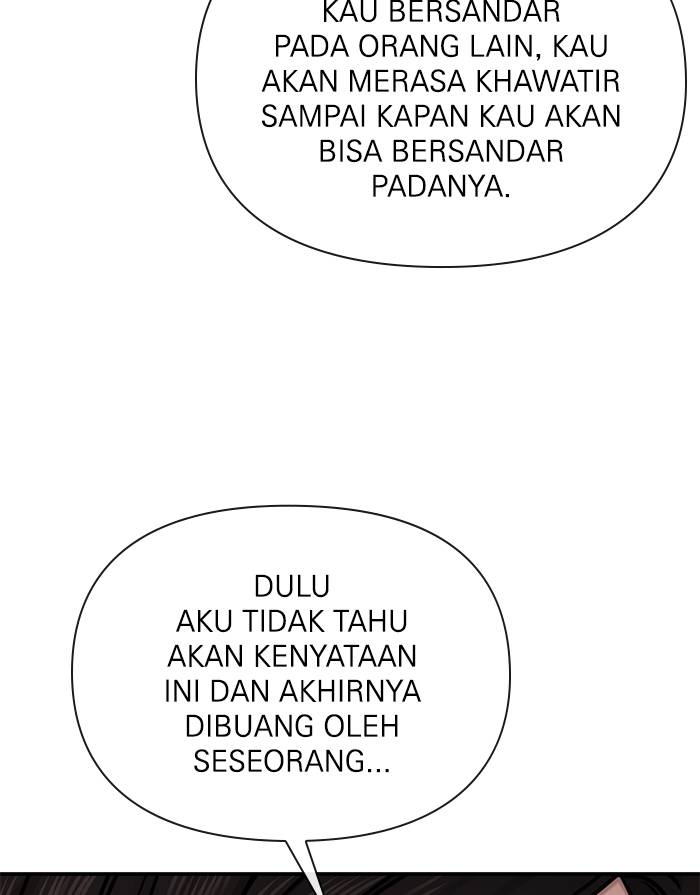 KAU BERSANDAR
PADA ORANG LAIN, KAU
AKAN MERASA KHAWATIR
SAMPAI KAPAN KAU AKAN
BISA BERSANDAR
PADANYA.
DULU
AKU TIDAK TAHU
AKAN KENYATAAN
INI DAN AKHIRNYA
DIBUANG OLEH
SESEORANG...